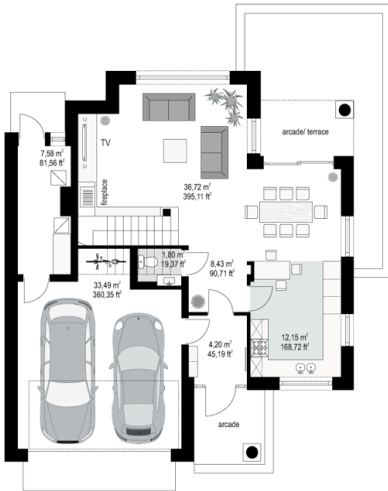 arcade/ terrace
7,58 m²
81,56 ft²
TV
fireplace
36,72 m²
395,11 ft²
1,80 m²
19,37 ft²
8,43 m²
90,71 ft²
33,49 m²
360,35 ft²
12,15 m²
168,72 ft²
4,20 m²
45,19 ft²
arcade